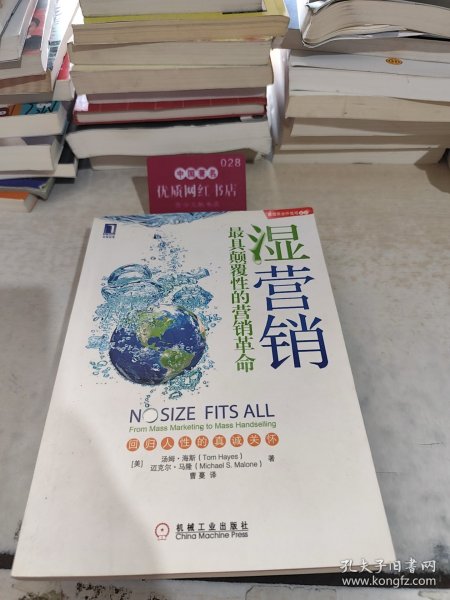 028
中国著名
优质网红书店
湿营销
最具颠覆性的营销革命
NO SIZE FITS ALL
From Mass Marketing to Mass Handselling
回归人性的真诚关怀
[美] 汤姆·海斯（Tom Hayes） 著
迈克尔·马隆（Michael S. Malone）
曹蔓 译
机械工业出版社
China Machine Press
孔夫子旧书网
www.kongfz.com